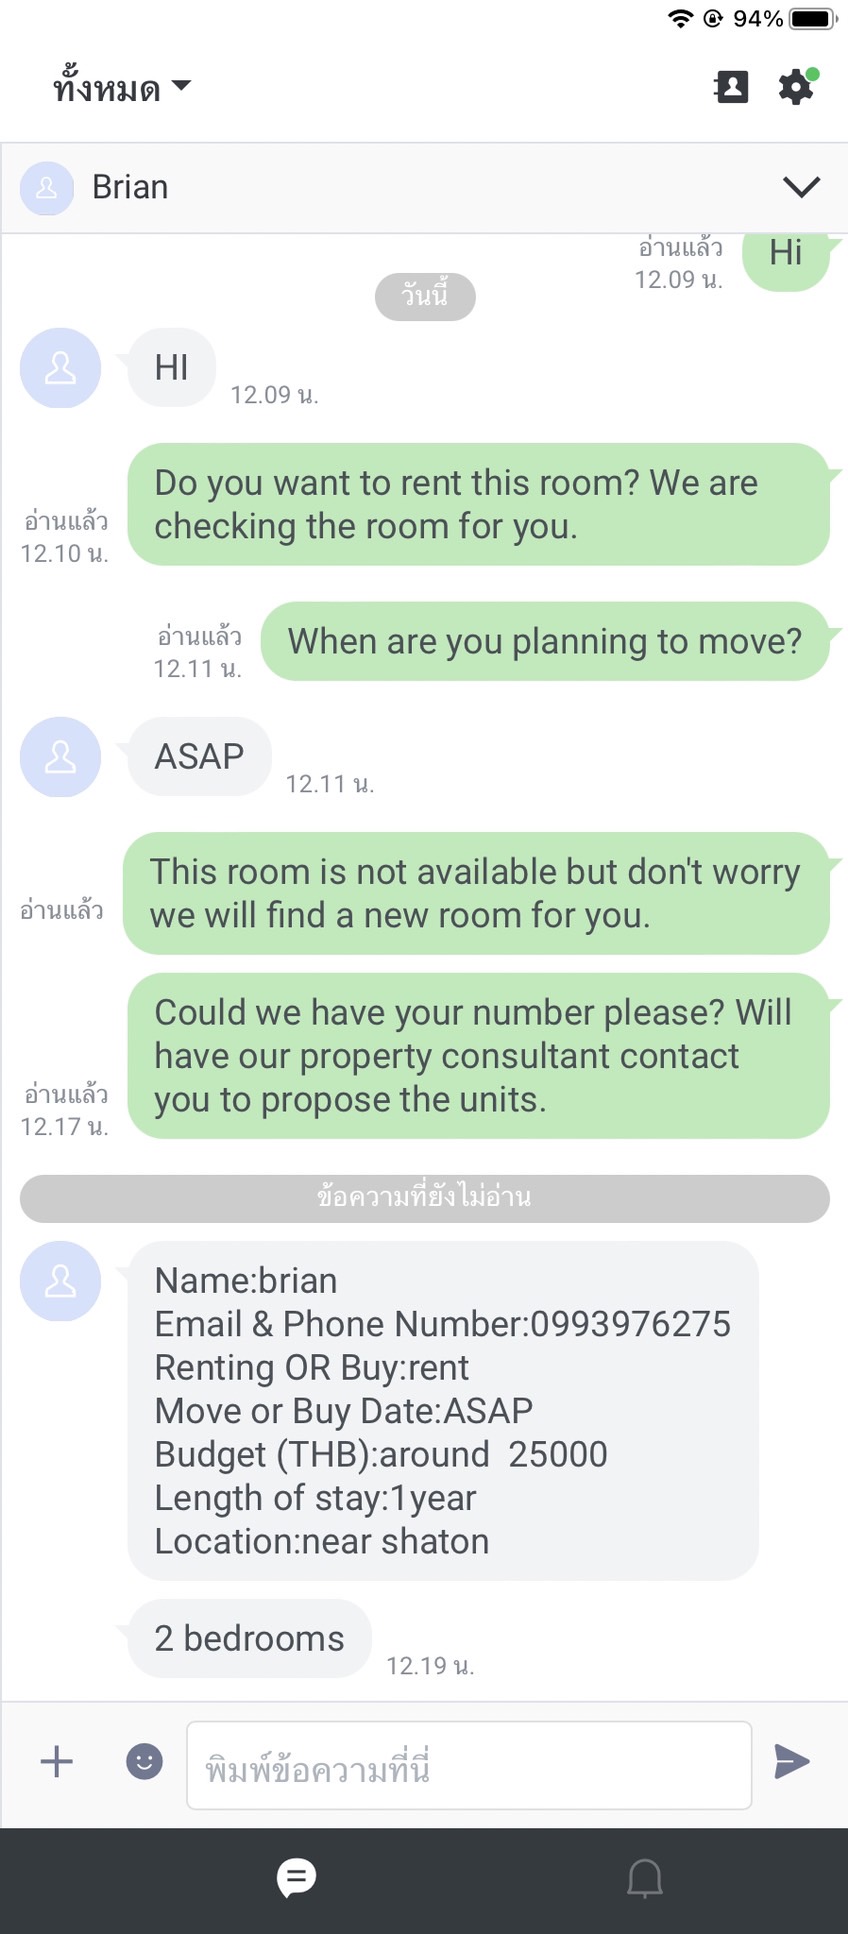 94%
ทั้งหมด
Brian
อ่านแล้ว
12.09 น.
Hi
วันนี้
HI
12.09 น.
Do you want to rent this room? We are
checking the room for you.
อ่านแล้ว
12.10 น.
When are you planning to move?
อ่านแล้ว
12.11 น.
ASAP
12.11 น.
This room is not available but don't worry
we will find a new room for you.
อ่านแล้ว
Could we have your number please? Will
have our property consultant contact
you to propose the units.
อ่านแล้ว
12.17 น.
ข้อความที่ยังไม่อ่าน
Name:brian
Email & Phone Number:0993976275
Renting OR Buy:rent
Move or Buy Date:ASAP
Budget (THB):around  25000
Length of stay:1year
Location:near shaton
2 bedrooms
12.19 น.
พิมพ์ข้อความที่นี่